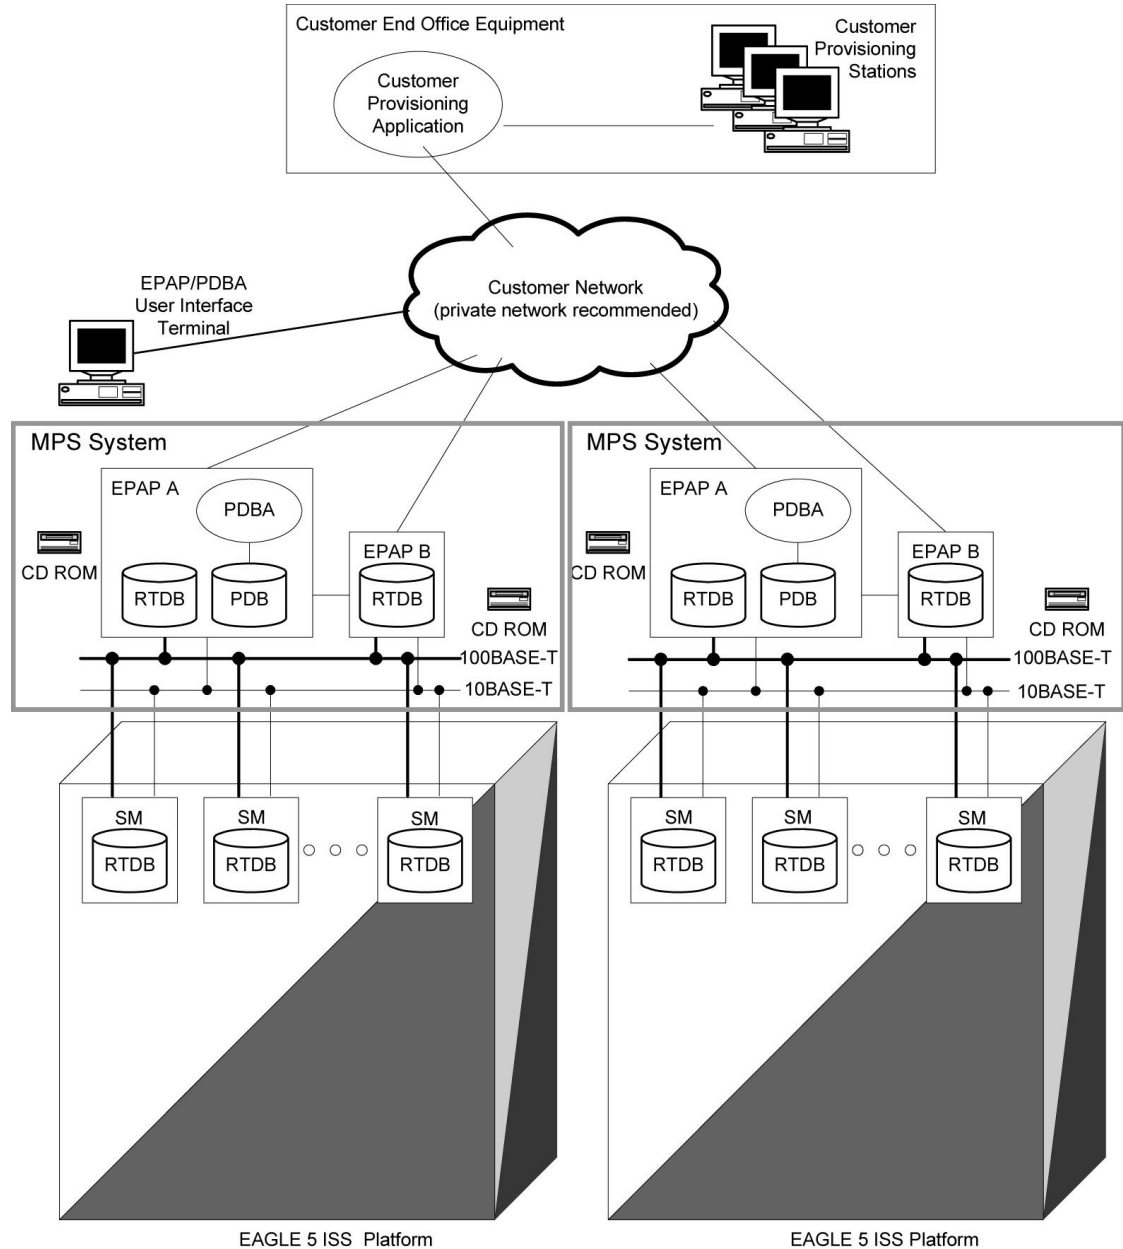 Customer End Office Equipment
Customer
Provisioning
Stations
Customer
Provisioning
Application
Customer Network
(private network recommended)
EPAP/PDBA
User Interface
Terminal
MPS System
EPAP A
PDBA
EPAP B
CD ROM
RTDB
PDB
RTDB
CD ROM
100BASE-T
10BASE-T
MPS System
EPAP A
PDBA
EPAP B
CD ROM
RTDB
PDB
RTDB
CD ROM
100BASE-T
10BASE-T
SM
RTDB
SM
RTDB
SM
RTDB
SM
RTDB
SM
RTDB
SM
RTDB
EAGLE 5 ISS Platform
EAGLE 5 ISS Platform